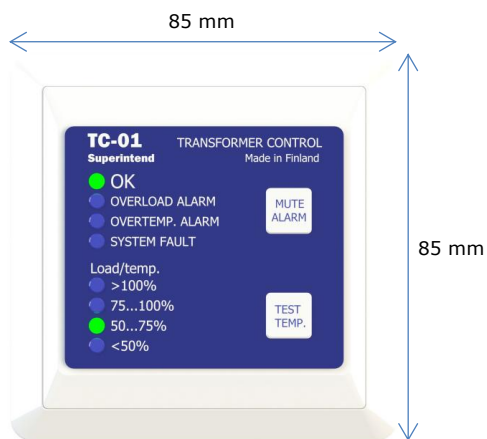 85 mm
TC-01 TRANSFORMER CONTROL
Superintend Made in Finland
OK
OVERLOAD ALARM
OVERTEMP. ALARM
SYSTEM FAULT
MUTE
ALARM
Load/temp.
>100%
75...100%
50...75%
<50%
TEST
TEMP.
85 mm